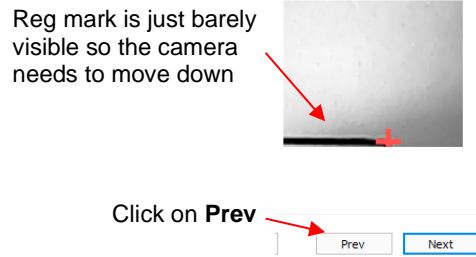 Reg mark is just barely
visible so the camera
needs to move down
Click on Prev
Prev Next